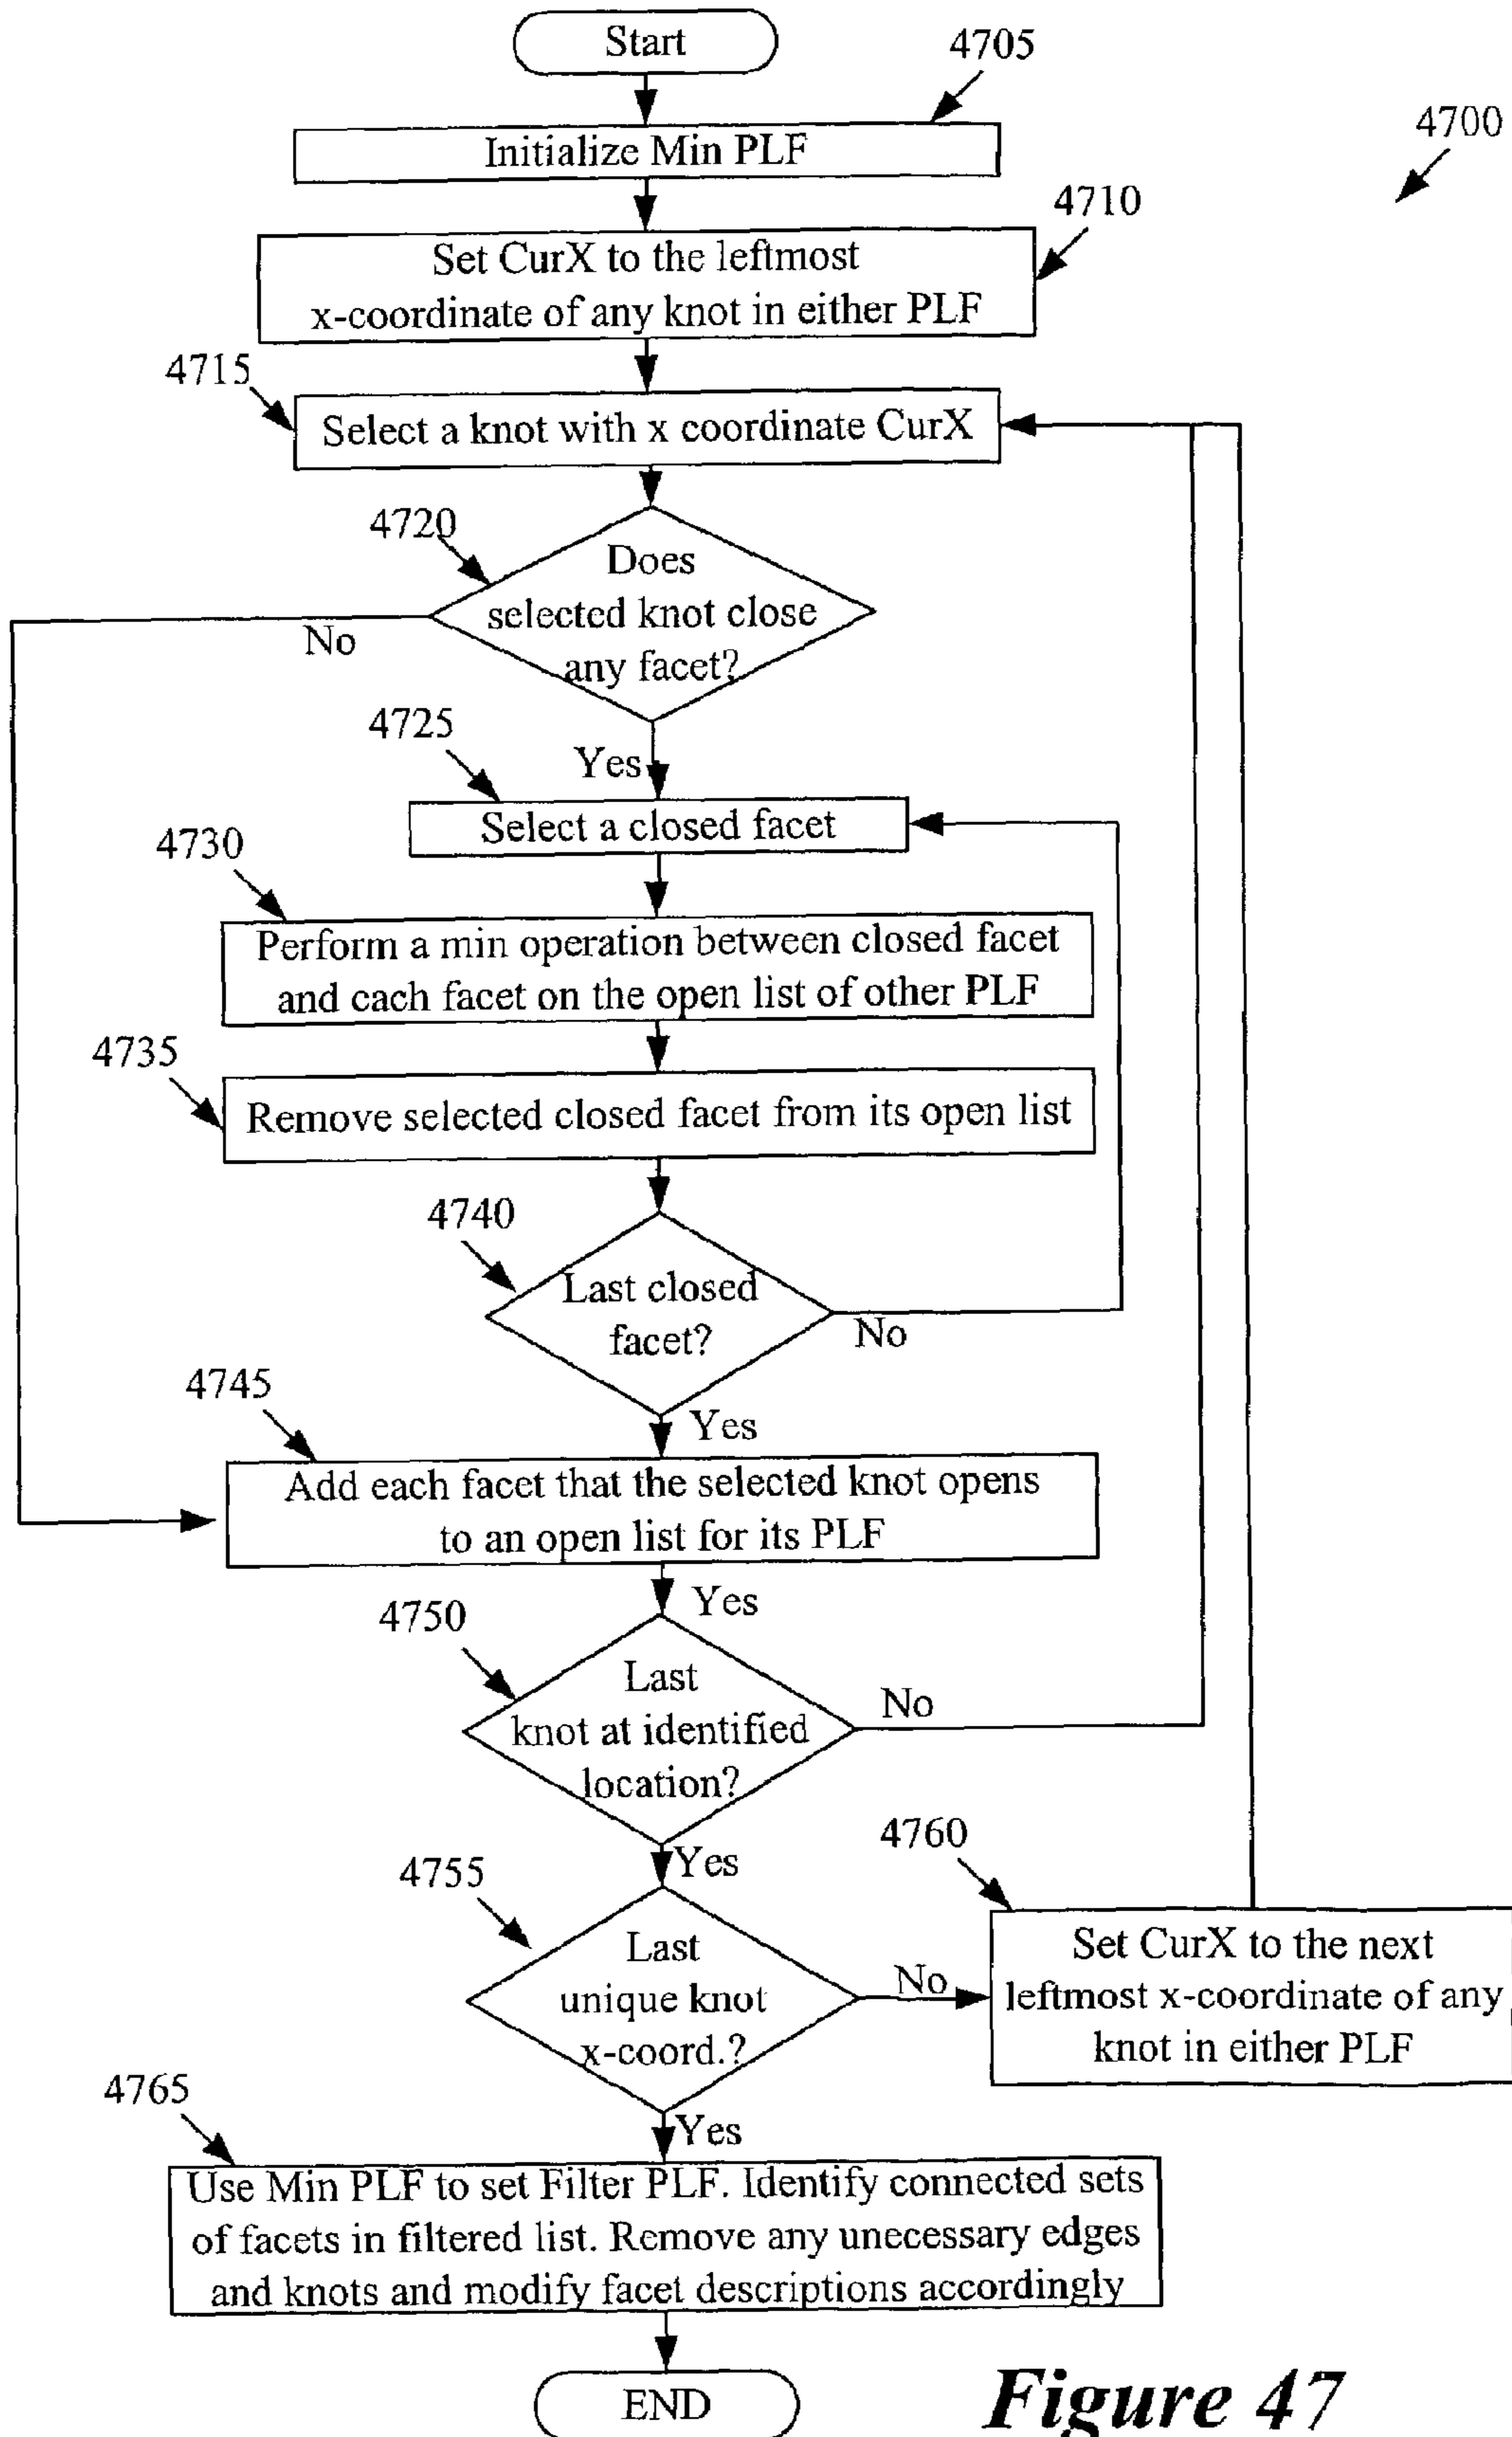 Start
4705
4700
Initialize Min PLF
4710
Set CurX to the leftmost
x-coordinate of any knot in either PLF
4715
Select a knot with x coordinate CurX
4720
Does
selected knot close
any facet?
No
4725
Yes
Select a closed facet
4730
Perform a min operation between closed facet
and each facet on the open list of other PLF
4735
Remove selected closed facet from its open list
4740
Last closed
facet?
No
4745
Yes
Add each facet that the selected knot opens
to an open list for its PLF
Yes
4750
Last
knot at identified
location?
No
4760
4755
Yes
Last
unique knot
x-coord.?
No
Set CurX to the next
leftmost x-coordinate of any
knot in either PLF
4765
Yes
Use Min PLF to set Filter PLF. Identify connected sets
of facets in filtered list. Remove any unecessary edges
and knots and modify facet descriptions accordingly
END
Figure 47